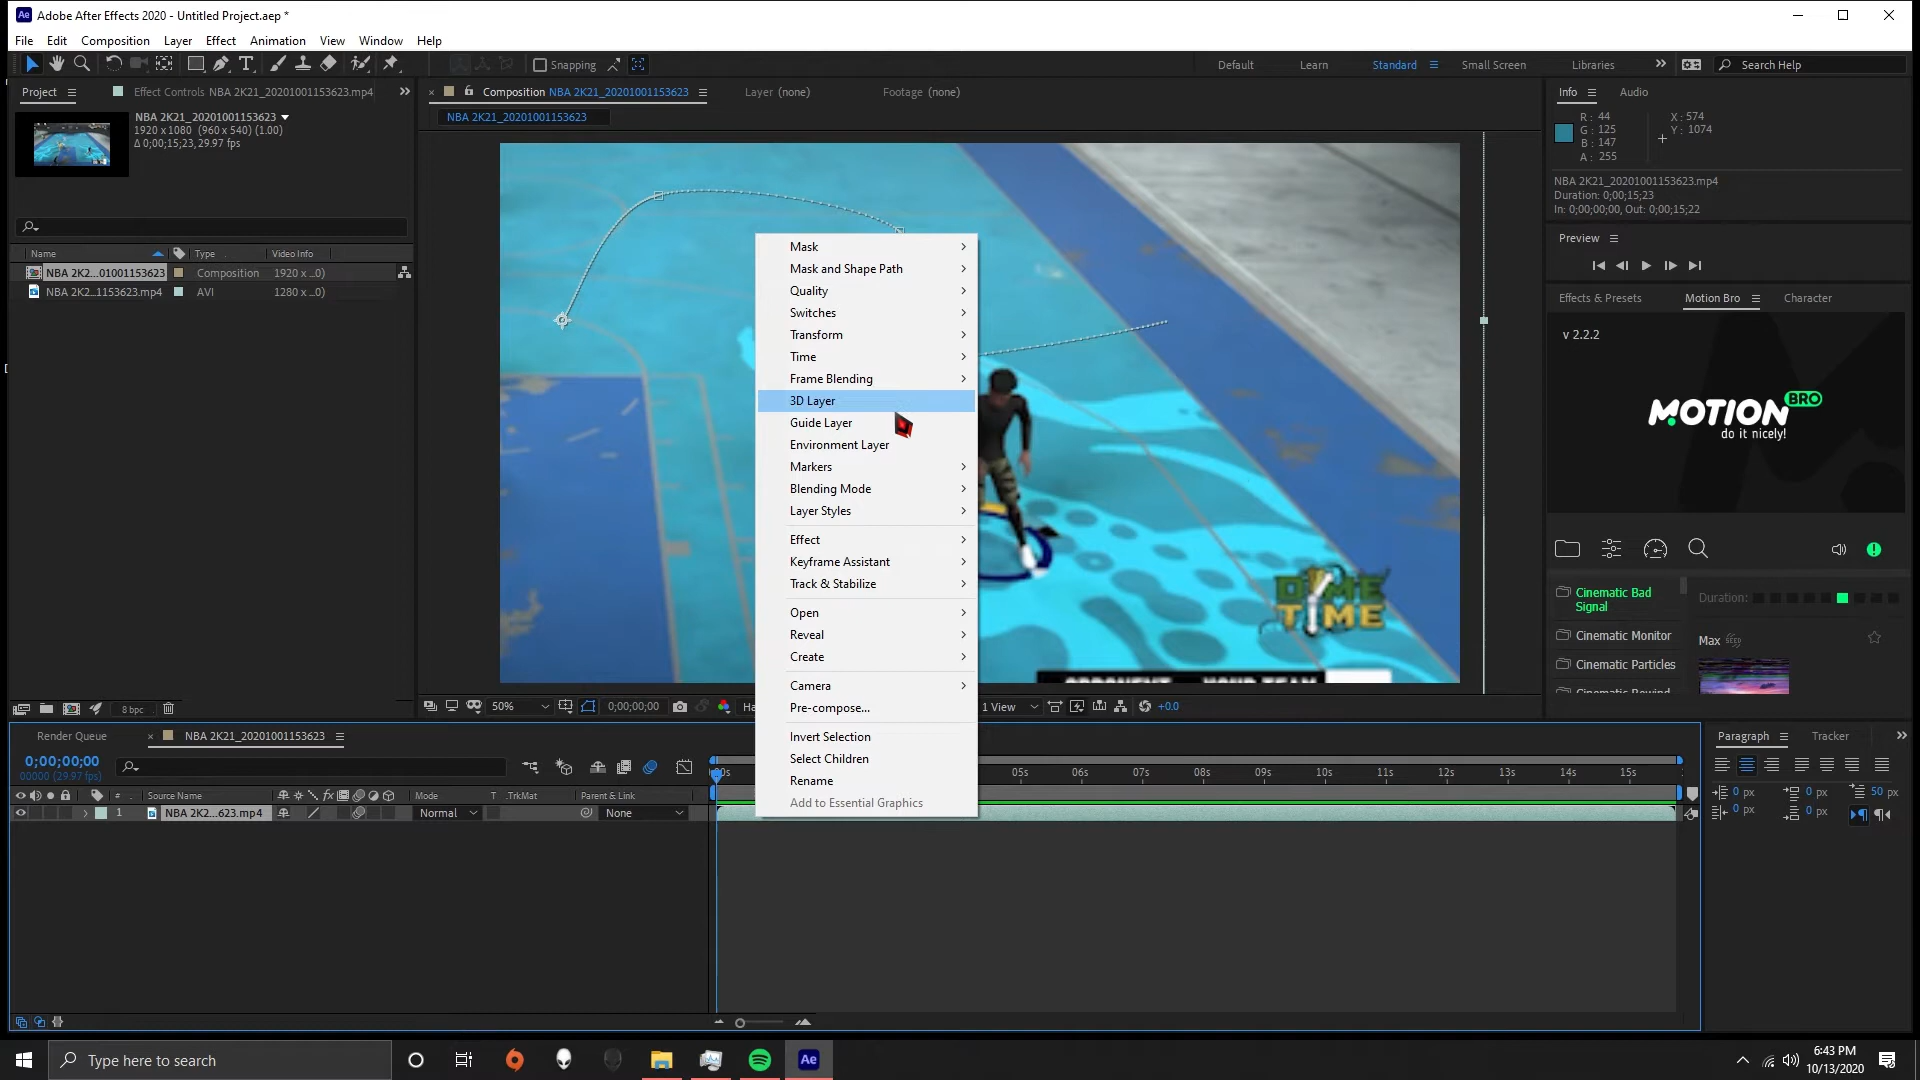 Adobe After Effects 2020 - Untitled Project.aep *
File Edit Composition Layer Effect Animation View Window Help
Snapping
Default Learn Standard Small Screen Libraries
Search Help
Project
Effect Controls NBA 2K21_20201001153623.mp4
Composition NBA 2K21_20201001153623
Layer (none)
Footage (none)
Info Audio
NBA 2K21_20201001153623
1920 x 1080 (960 x 540) (1.00)
Δ 0;00;15;23, 29.97 fps
NBA 2K21_20201001153623
R : 44
G : 125
B : 147
A : 255
X : 574
Y : 1074
NBA 2K21_20201001153623.mp4
Duration: 0;00;15;23
In: 0;00;00;00, Out: 0;00;15;22
Name Type Video Info
NBA 2K2...01001153623 Composition 1920 x ...0)
NBA 2K2...1153623.mp4 AVI 1280 x ...0)
Preview
Effects & Presets Motion Bro Character
v 2.2.2
MOTION BRO
do it nicely!
Mask
Mask and Shape Path
Quality
Switches
Transform
Time
Frame Blending
3D Layer
Guide Layer
Environment Layer
Markers
Blending Mode
Layer Styles
Effect
Keyframe Assistant
Track & Stabilize
Open
Reveal
Create
Camera
Pre-compose...
Invert Selection
Select Children
Rename
Add to Essential Graphics
DIME
TIME
Cinematic Bad
Signal
Cinematic Monitor
Cinematic Particles
Cinematic Rewind
Duration:
Max
8 bpc
50%
0;00;00;00
Ha
1 View
+0.0
Render Queue
NBA 2K21_20201001153623
0;00;00;00
00000 (29.97 fps)
# Source Name Mode T .TrkMat Parent & Link
1 NBA 2K2...623.mp4 Normal None
05s 06s 07s 08s 09s 10s 11s 12s 13s 14s 15s
Paragraph Tracker
0 px 0 px 50 px
0 px 0 px
Type here to search
Ae
6:43 PM
10/13/2020